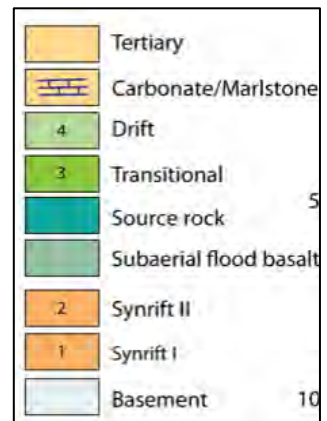 Tertiary
Carbonate/Marlstone
4 Drift
3 Transitional
5
Source rock
Subaerial flood basalt
2 Synrift II
1 Synrift I
Basement 10